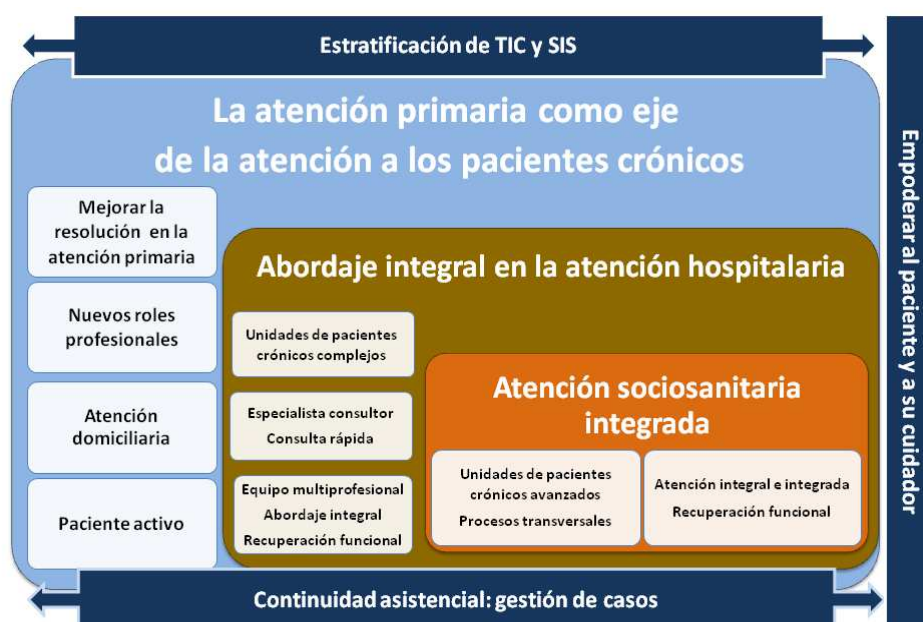 Estratificación de TIC y SIS
La atención primaria como eje
de la atención a los pacientes crónicos
Mejorar la
resolución en la
atención primaria
Nuevos roles
profesionales
Atención
domiciliaria
Paciente activo
Abordaje integral en la atención hospitalaria
Unidades de pacientes
crónicos complejos
Especialista consultor
Consulta rápida
Equipo multiprofesional
Abordaje integral
Recuperación funcional
Atención sociosanitaria
integrada
Unidades de pacientes
crónicos avanzados
Procesos transversales
Atención integral e integrada
Recuperación funcional
Continuidad asistencial: gestión de casos
Empoderar al paciente y a su cuidador